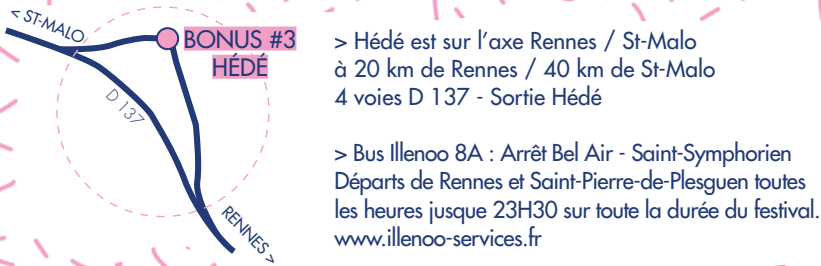 < ST-MALO
BONUS #3
HÉDÉ
D 137
RENNES >
> Hédé est sur l'axe Rennes / St-Malo
à 20 km de Rennes / 40 km de St-Malo
4 voies D 137 - Sortie Hédé
> Bus Illenoo 8A : Arrêt Bel Air - Saint-Symphorien
Départs de Rennes et Saint-Pierre-de-Plesguen toutes
les heures jusque 23H30 sur toute la durée du festival.
www.illenoo-services.fr